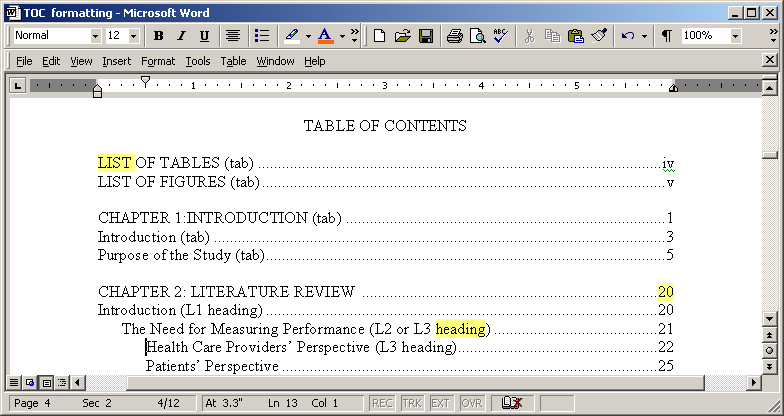 TOC formatting - Microsoft Word
Normal 12 B I U A 100%
File Edit View Insert Format Tools Table Window Help
1 2 3 4 5
TABLE OF CONTENTS
LIST OF TABLES (tab) ........ iv
LIST OF FIGURES (tab) ........ v
CHAPTER 1:INTRODUCTION (tab) ........ 1
Introduction (tab) ........ 3
Purpose of the Study (tab) ........ 5
CHAPTER 2: LITERATURE REVIEW ........ 20
Introduction (L1 heading) ........ 20
The Need for Measuring Performance (L2 or L3 heading) ........ 21
Health Care Providers’ Perspective (L3 heading) ........ 22
Patients’ Perspective ........ 25
Page 4 Sec 2 4/12 At 3.3" Ln 13 Col 1 REC TRK EXT OVR